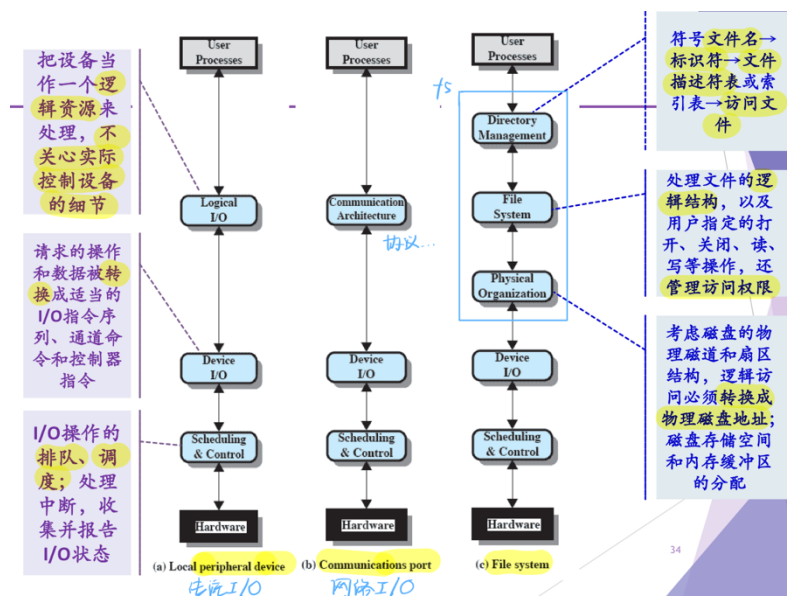 把设备当
作一个逻
辑资源来
处理，不
关心实际
控制设备
的细节
请求的操作
和数据被转
换成适当的
I/O指令序
列、通道命
令和控制器
指令
I/O操作的
排队、调
度；处理
中断，收
集并报告
I/O状态
User
Processes
Logical
I/O
Device
I/O
Scheduling
& Control
Hardware
(a) Local peripheral device
User
Processes
Communication
Architecture
协议...
Device
I/O
Scheduling
& Control
Hardware
(b) Communications port
网络I/O
fs
User
Processes
Directory
Management
File
System
Physical
Organization
Device
I/O
Scheduling
& Control
Hardware
(c) File system
符号文件名→
标识符→文件
描述符表或索
引表→访问文
件
处理文件的逻
辑结构，以及
用户指定的打
开、关闭、读、
写等操作，还
管理访问权限
考虑磁盘的物
理磁道和扇区
结构，逻辑访
问必须转换成
物理磁盘地址；
磁盘存储空间
和内存缓冲区
的分配
34